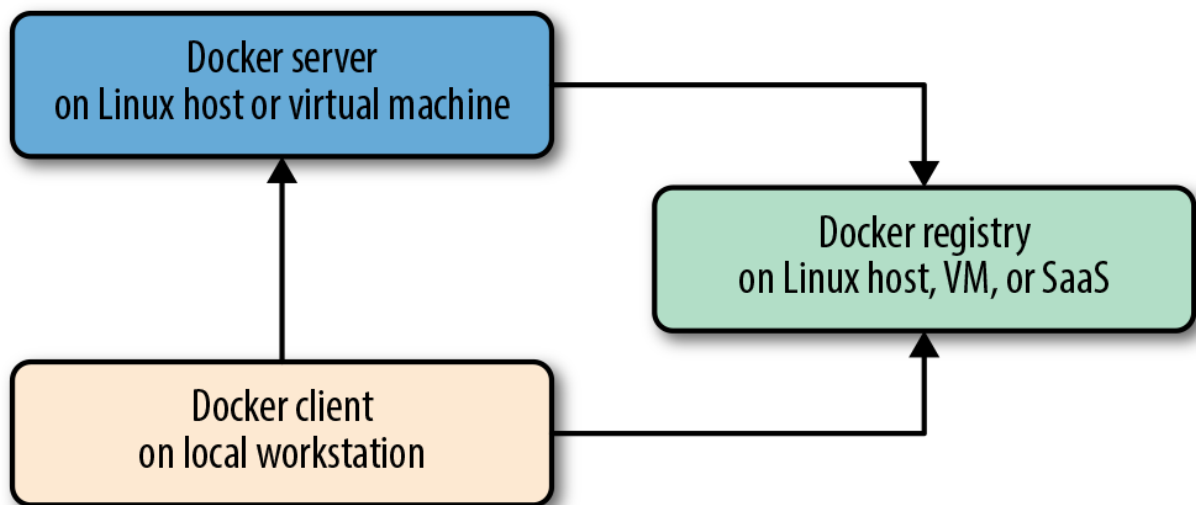 Docker server
on Linux host or virtual machine
Docker registry
on Linux host, VM, or SaaS
Docker client
on local workstation